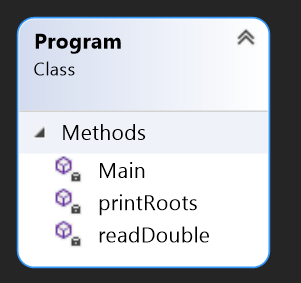 Program
Class
Methods
Main
printRoots
readDouble